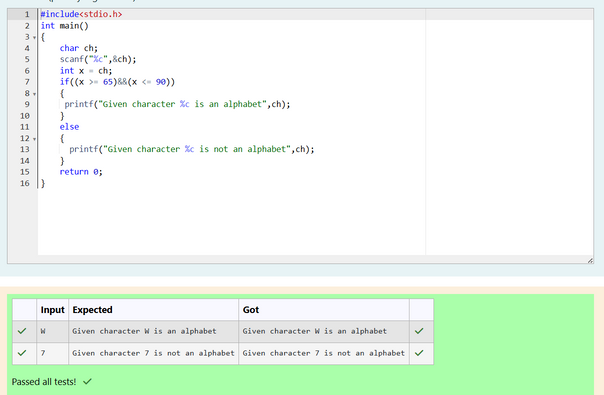 1 #include<stdio.h>
2 int main()
3 {
4 char ch;
5 scanf("%c",&ch);
6 int x = ch;
7 if((x >= 65)&&(x <= 90))
8 {
9 printf("Given character %c is an alphabet",ch);
10 }
11 else
12 {
13 printf("Given character %c is not an alphabet",ch);
14 }
15 return 0;
16 }
Input Expected Got
W Given character W is an alphabet Given character W is an alphabet
7 Given character 7 is not an alphabet Given character 7 is not an alphabet
Passed all tests!